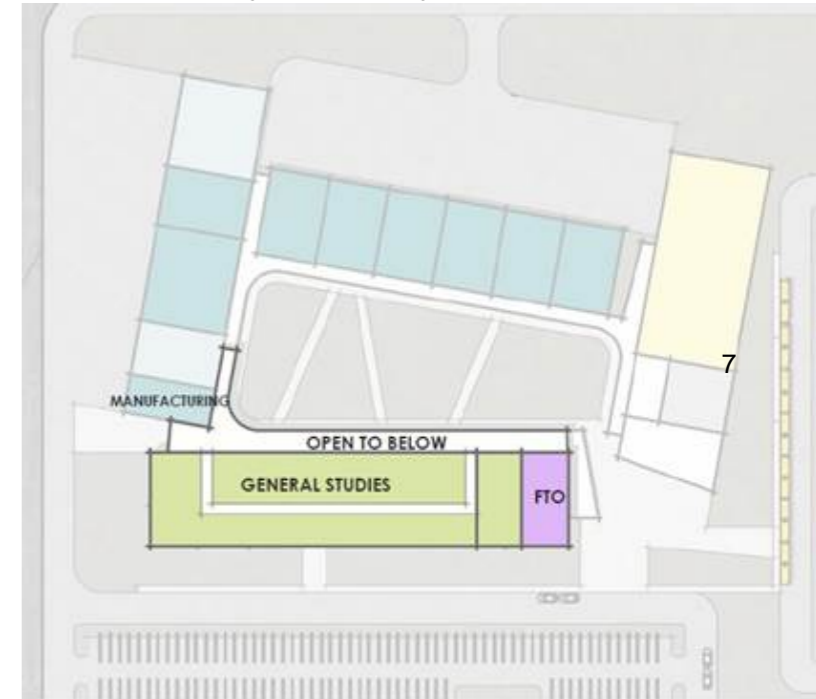 7
MANUFACTURING
OPEN TO BELOW
GENERAL STUDIES
FTO